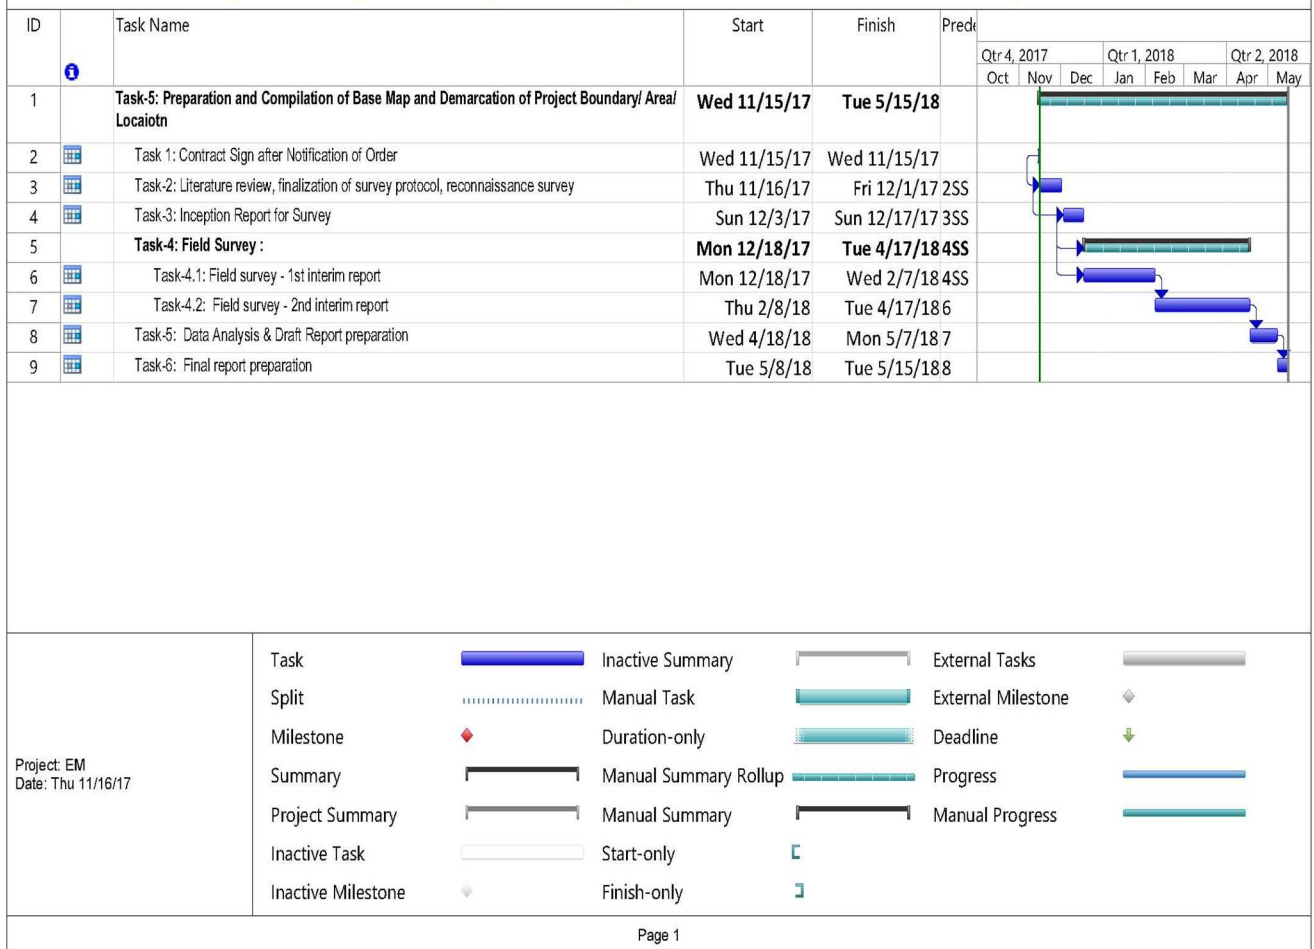 ID Task Name Start Finish Prede
Qtr 4, 2017 Qtr 1, 2018 Qtr 2, 2018
Oct Nov Dec Jan Feb Mar Apr May
1 Task-5: Preparation and Compilation of Base Map and Demarcation of Project Boundary/ Area/ Wed 11/15/17 Tue 5/15/18
Locaiotn
2 Task 1: Contract Sign after Notification of Order Wed 11/15/17 Wed 11/15/17
3 Task-2: Literature review, finalization of survey protocol, reconnaissance survey Thu 11/16/17 Fri 12/1/17 2SS
4 Task-3: Inception Report for Survey Sun 12/3/17 Sun 12/17/17 3SS
5 Task-4: Field Survey : Mon 12/18/17 Tue 4/17/18 4SS
6 Task-4.1: Field survey - 1st interim report Mon 12/18/17 Wed 2/7/18 4SS
7 Task-4.2: Field survey - 2nd interim report Thu 2/8/18 Tue 4/17/18 6
8 Task-5: Data Analysis & Draft Report preparation Wed 4/18/18 Mon 5/7/18 7
9 Task-6: Final report preparation Tue 5/8/18 Tue 5/15/18 8
Project: EM
Date: Thu 11/16/17
Task Inactive Summary External Tasks
Split Manual Task External Milestone
Milestone Duration-only Deadline
Summary Manual Summary Rollup Progress
Project Summary Manual Summary Manual Progress
Inactive Task Start-only
Inactive Milestone Finish-only
Page 1